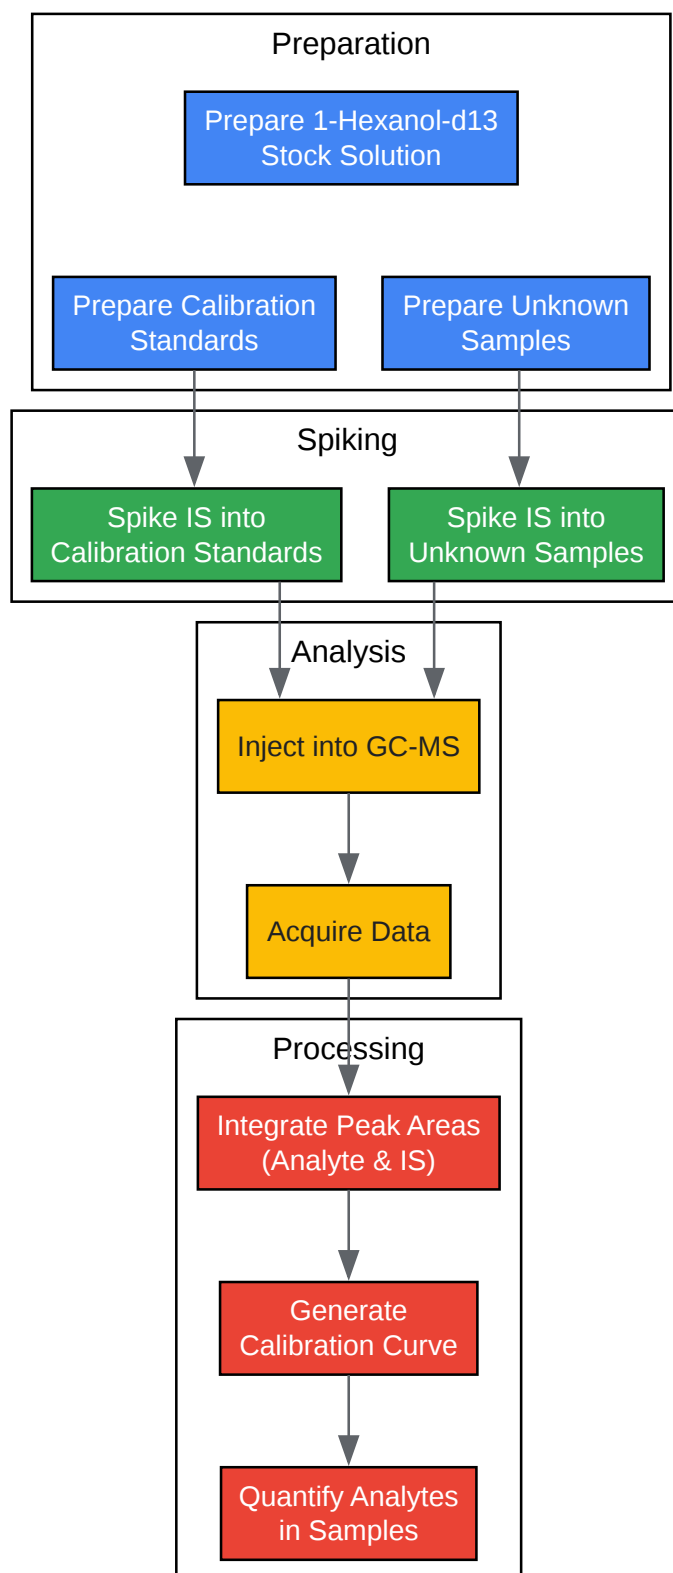 Preparation
Prepare 1-Hexanol-d13
Stock Solution
Prepare Calibration
Standards
Prepare Unknown
Samples
Spiking
Spike IS into
Calibration Standards
Spike IS into
Unknown Samples
Analysis
Inject into GC-MS
Acquire Data
Processing
Integrate Peak Areas
(Analyte & IS)
Generate
Calibration Curve
Quantify Analytes
in Samples